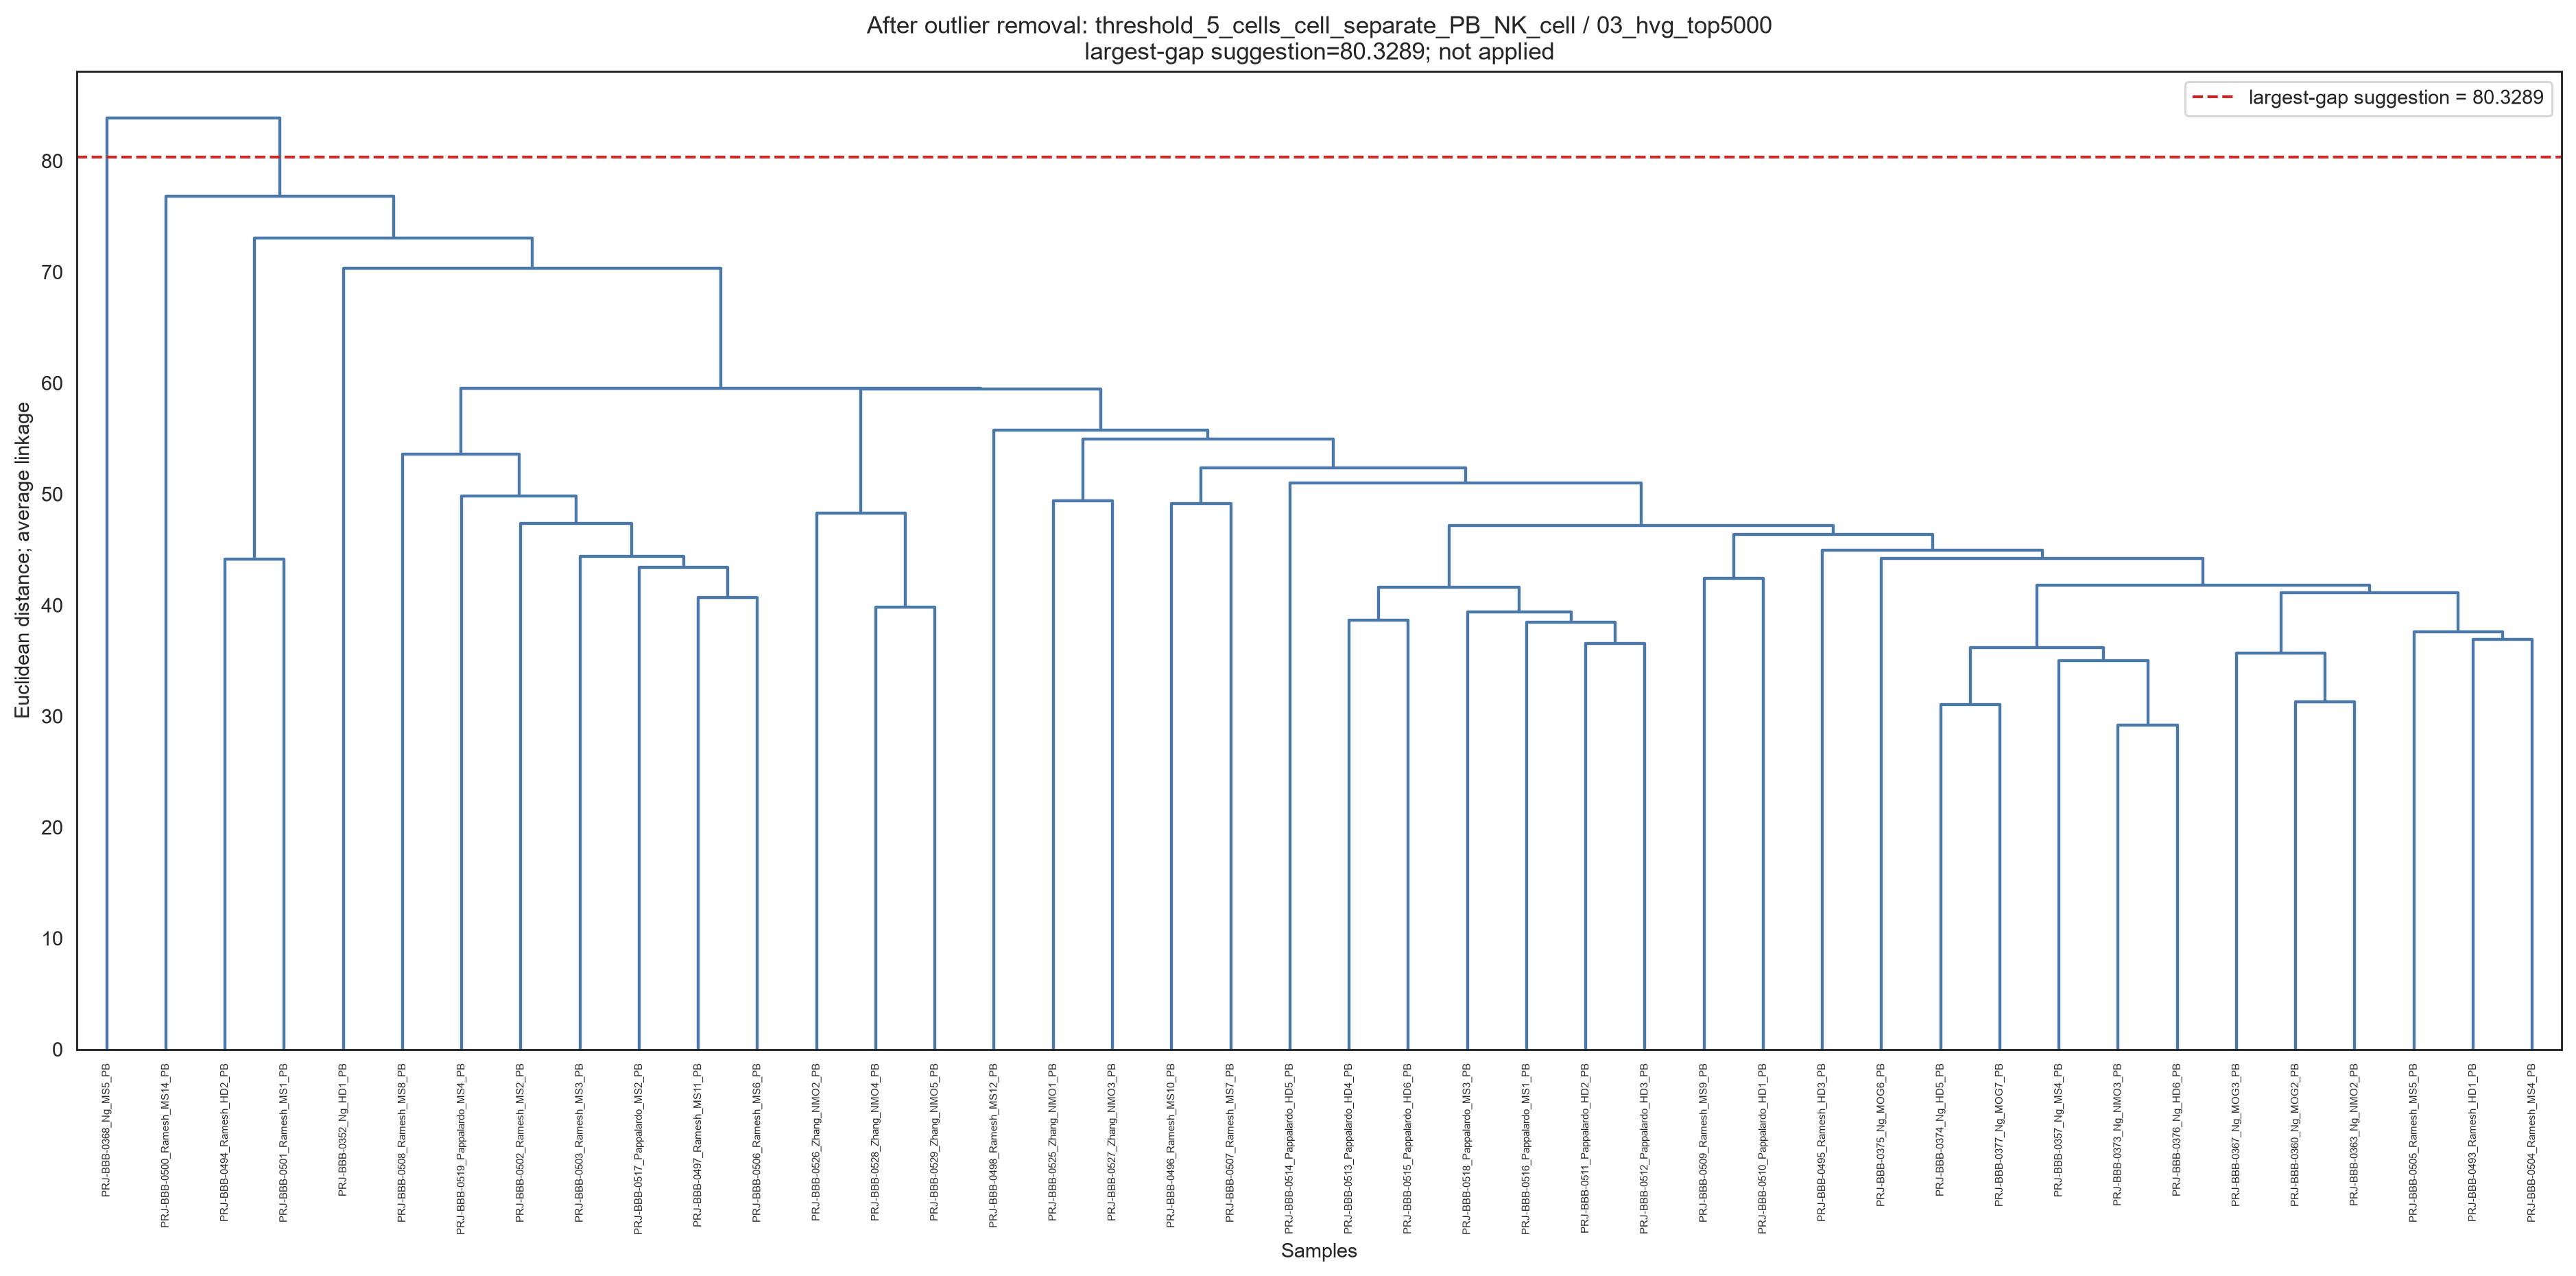 After outlier removal: threshold_5_cells_cell_separate_PB_NK_cell / 03_hvg_top5000
largest-gap suggestion=80.3289; not applied
largest-gap suggestion = 80.3289
Euclidean distance; average linkage
80
70
60
50
40
30
20
10
0
PRJ-BBB-0368_Ng_MS5_PB
PRJ-BBB-0500_Ramesh_MS14_PB
PRJ-BBB-0494_Ramesh_HD2_PB
PRJ-BBB-0501_Ramesh_MS1_PB
PRJ-BBB-0352_Ng_HD1_PB
PRJ-BBB-0508_Ramesh_MS8_PB
PRJ-BBB-0519_Pappalardo_MS4_PB
PRJ-BBB-0502_Ramesh_MS2_PB
PRJ-BBB-0503_Ramesh_MS3_PB
PRJ-BBB-0517_Pappalardo_MS2_PB
PRJ-BBB-0497_Ramesh_MS11_PB
PRJ-BBB-0506_Ramesh_MS6_PB
PRJ-BBB-0526_Zhang_NMO2_PB
PRJ-BBB-0528_Zhang_NMO4_PB
PRJ-BBB-0529_Zhang_NMO5_PB
PRJ-BBB-0498_Ramesh_MS12_PB
PRJ-BBB-0525_Zhang_NMO1_PB
PRJ-BBB-0527_Zhang_NMO3_PB
PRJ-BBB-0496_Ramesh_MS10_PB
PRJ-BBB-0507_Ramesh_MS7_PB
PRJ-BBB-0514_Pappalardo_HD5_PB
PRJ-BBB-0513_Pappalardo_HD4_PB
PRJ-BBB-0515_Pappalardo_HD6_PB
PRJ-BBB-0518_Pappalardo_MS3_PB
PRJ-BBB-0516_Pappalardo_MS1_PB
PRJ-BBB-0511_Pappalardo_HD2_PB
PRJ-BBB-0512_Pappalardo_HD3_PB
PRJ-BBB-0509_Ramesh_MS9_PB
PRJ-BBB-0510_Pappalardo_HD1_PB
PRJ-BBB-0495_Ramesh_HD3_PB
PRJ-BBB-0375_Ng_MOG6_PB
PRJ-BBB-0374_Ng_HD5_PB
PRJ-BBB-0377_Ng_MOG7_PB
PRJ-BBB-0357_Ng_MS4_PB
PRJ-BBB-0373_Ng_NMO3_PB
PRJ-BBB-0376_Ng_HD6_PB
PRJ-BBB-0367_Ng_MOG3_PB
PRJ-BBB-0360_Ng_MOG2_PB
PRJ-BBB-0363_Ng_NMO2_PB
PRJ-BBB-0505_Ramesh_MS5_PB
PRJ-BBB-0493_Ramesh_HD1_PB
PRJ-BBB-0504_Ramesh_MS4_PB
Samples